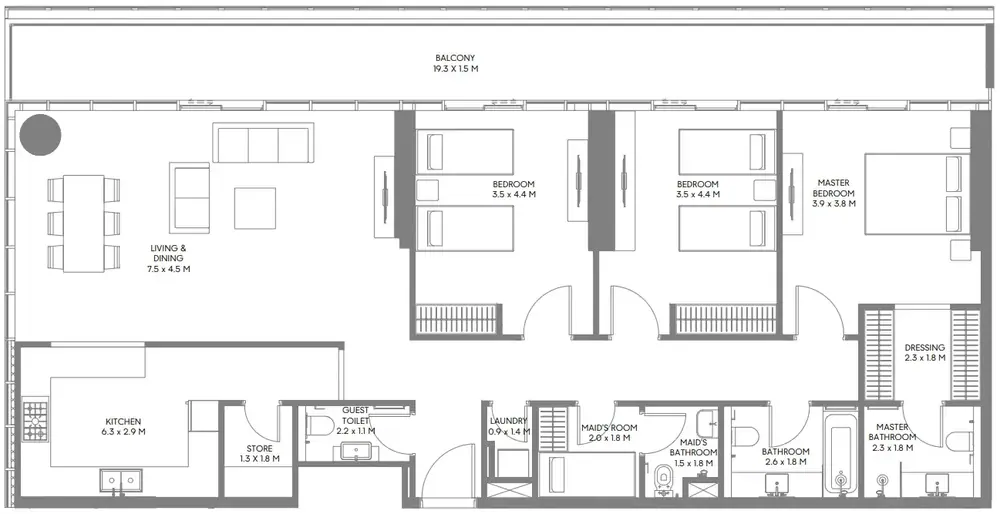 BALCONY
19.3 X 1.5 M
BEDROOM
3.5 x 4.4 M
BEDROOM
3.5 x 4.4 M
MASTER
BEDROOM
3.9 x 3.8 M
LIVING &
DINING
7.5 x 4.5 M
DRESSING
2.3 x 1.8 M
KITCHEN
6.3 x 2.9 M
STORE
1.3 X 1.8 M
GUEST
TOILET
2.2 x 1.1 M
LAUNDRY
0.9 x 1.4 M
MAID'S ROOM
2.0 x 1.8 M
MAID'S
BATHROOM
1.5 x 1.8 M
BATHROOM
2.6 x 1.8 M
MASTER
BATHROOM
2.3 x 1.8 M